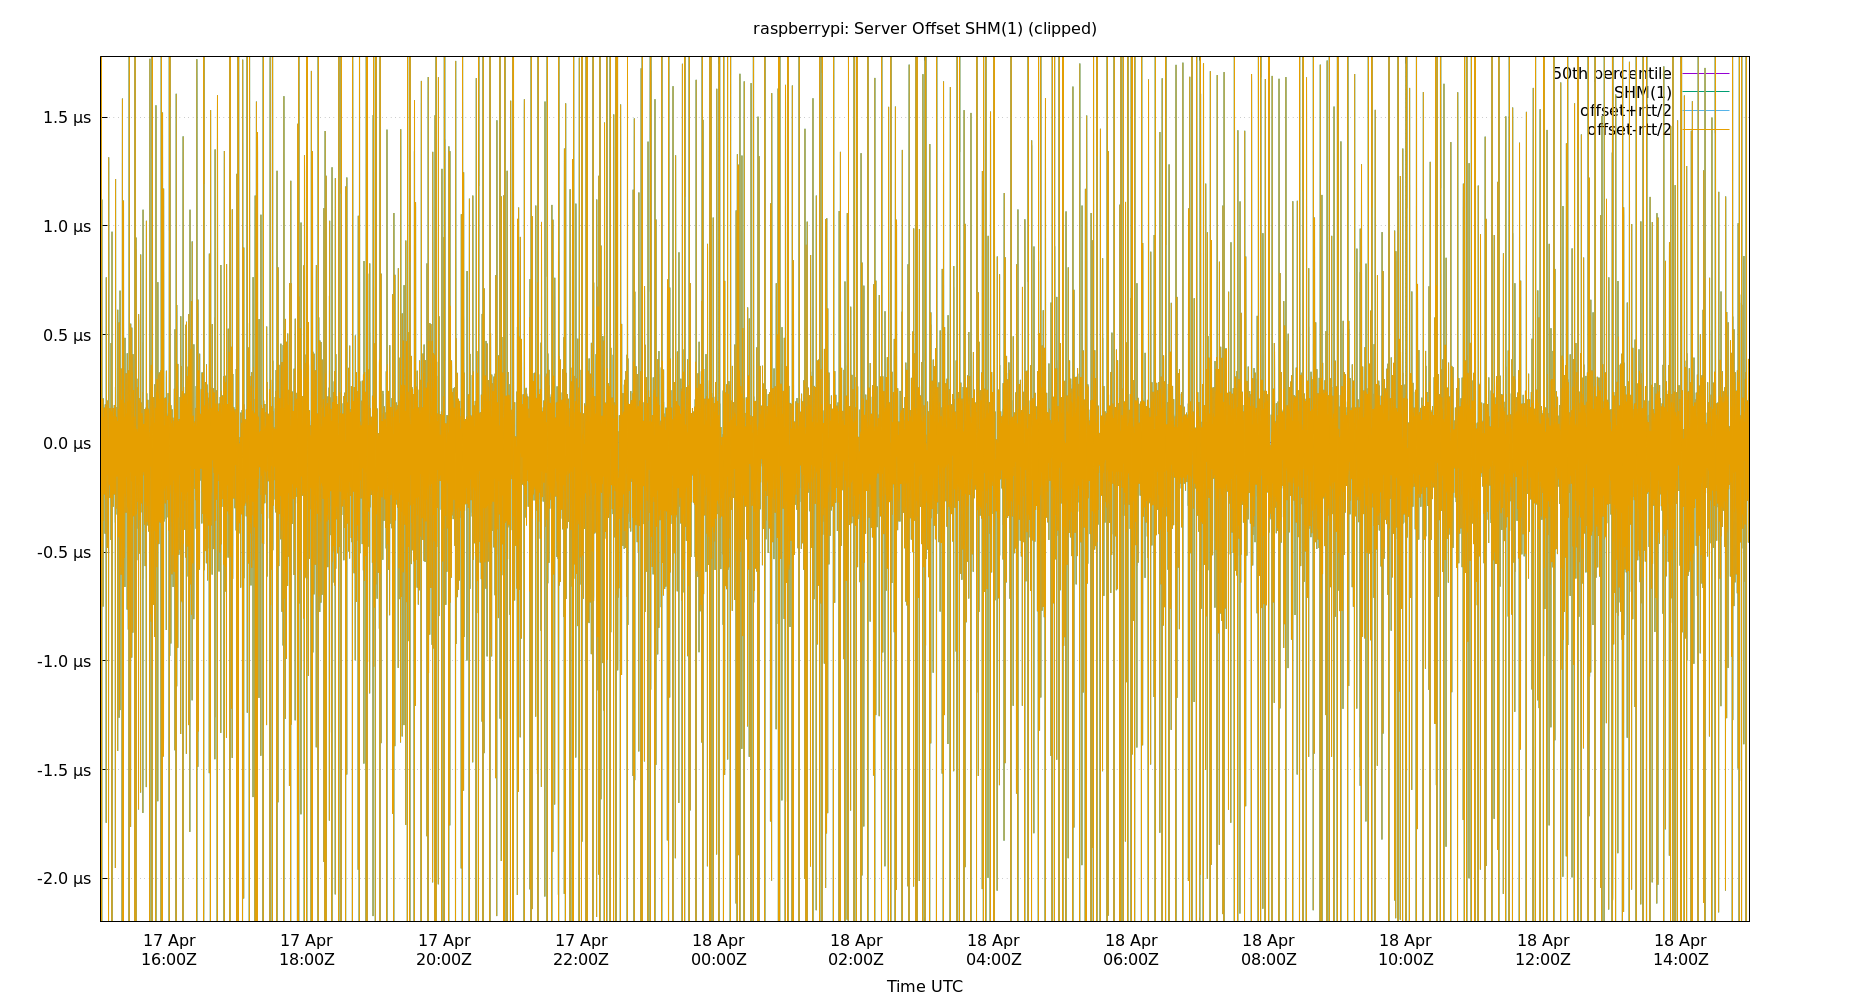 raspberrypi: Server Offset SHM(1) (clipped)
50th percentile
SHM(1)
offset+rtt/2
offset-rtt/2
1.5 µs
1.0 µs
0.5 µs
0.0 µs
-0.5 µs
-1.0 µs
-1.5 µs
-2.0 µs
17 Apr 17 Apr 17 Apr 17 Apr 18 Apr 18 Apr 18 Apr 18 Apr 18 Apr 18 Apr 18 Apr 18 Apr
16:00Z 18:00Z 20:00Z 22:00Z 00:00Z 02:00Z 04:00Z 06:00Z 08:00Z 10:00Z 12:00Z 14:00Z
Time UTC